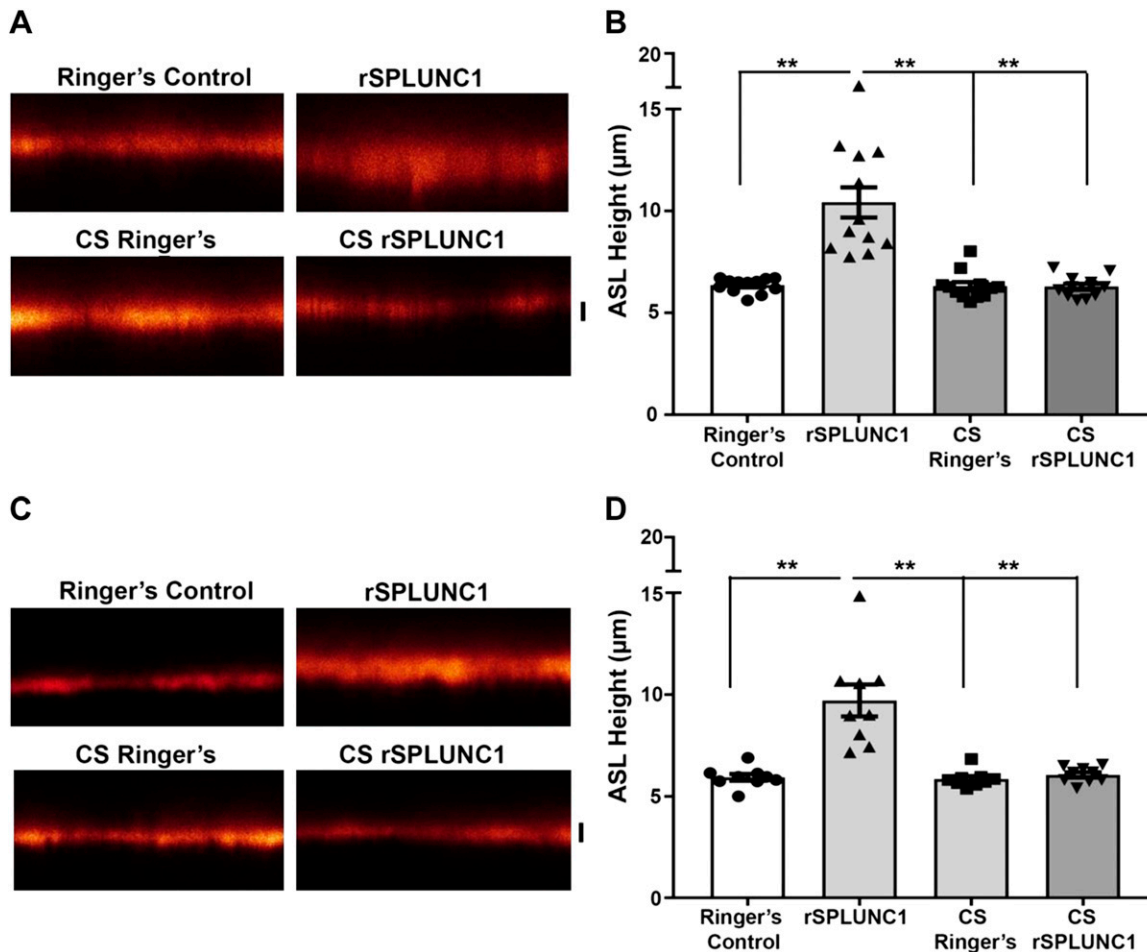 A
Ringer's Control
rSPLUNC1
CS Ringer's
CS rSPLUNC1
B
20
15
10
5
0
ASL Height (µm)
** ** **
Ringer's
Control
rSPLUNC1
CS
Ringer's
CS
rSPLUNC1
C
Ringer's Control
rSPLUNC1
CS Ringer's
CS rSPLUNC1
D
20
15
10
5
0
ASL Height (µm)
** ** **
Ringer's
Control
rSPLUNC1
CS
Ringer's
CS
rSPLUNC1